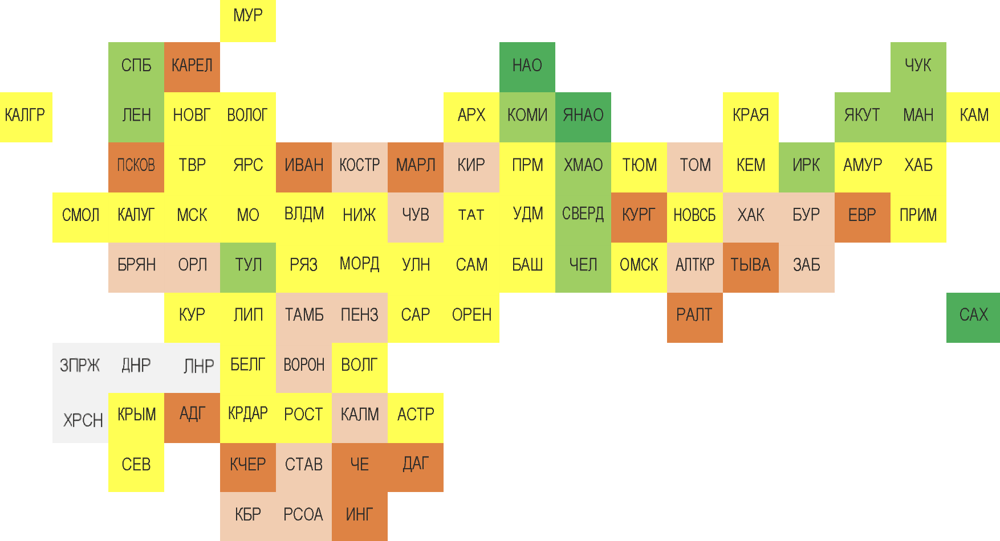 МУР
СПБ КАРЕЛ НАО ЧУК
КАЛГР ЛЕН НОВГ ВОЛОГ АРХ КОМИ ЯНАО КРАЯ ЯКУТ МАН КАМ
ПСКОВ ТВР ЯРС ИВАН КОСТР МАРЛ КИР ПРМ ХМАО ТЮМ ТОМ КЕМ ИРК АМУР ХАБ
СМОЛ КАЛУГ МСК МО ВЛДМ НИЖ ЧУВ ТАТ УДМ СВЕРД КУРГ НОВСБ ХАК БУР ЕВР ПРИМ
БРЯН ОРЛ ТУЛ РЯЗ МОРД УЛН САМ БАШ ЧЕЛ ОМСК АЛТКР ТЫВА ЗАБ
КУР ЛИП ТАМБ ПЕНЗ САР ОРЕН РАЛТ САХ
ЗПРЖ ДНР ЛНР БЕЛГ ВОРОН ВОЛГ
ХРСН КРЫМ АДГ КРДАР РОСТ КАЛМ АСТР
СЕВ КЧЕР СТАВ ЧЕ ДАГ
КБР РСОА ИНГ